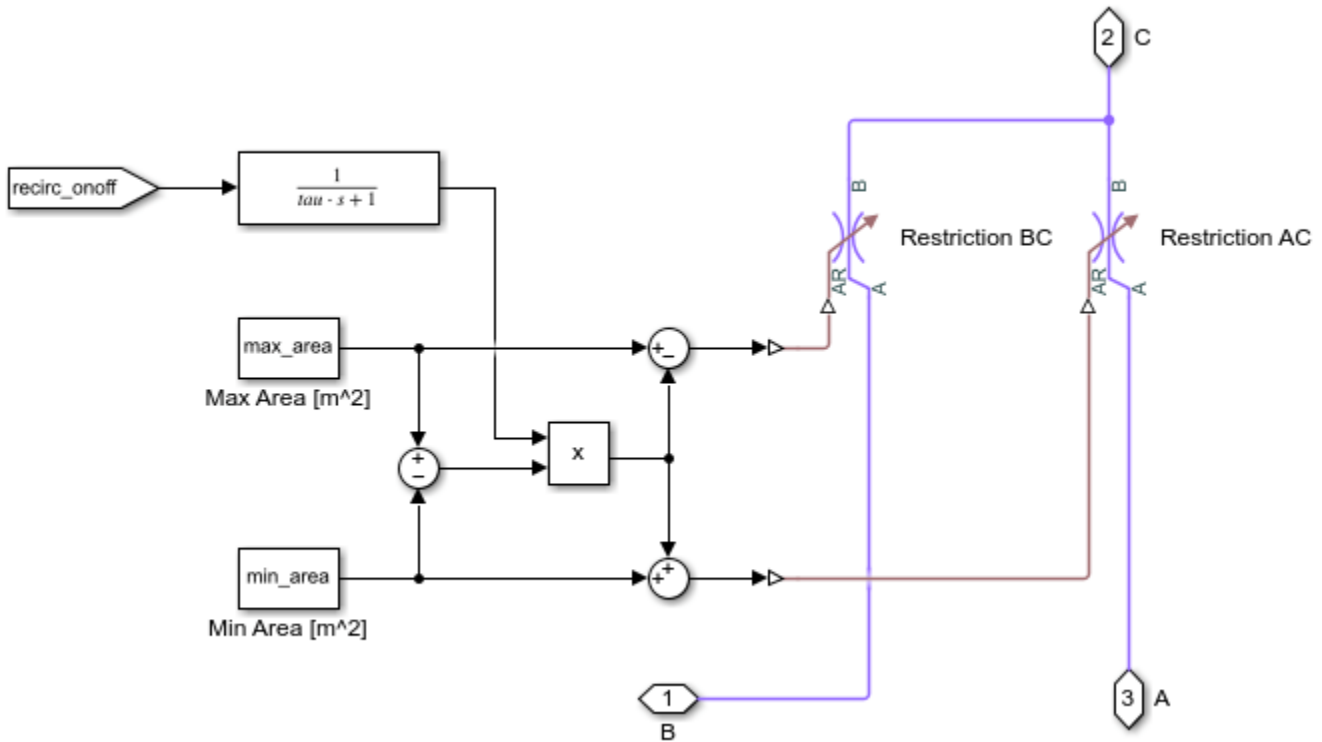 2 C
recirc_onoff
1
tau · s + 1
B
B
Restriction BC
Restriction AC
AR
A
AR
A
max_area
+
−
Max Area [m^2]
+
−
x
min_area
+
+
Min Area [m^2]
1
B
3 A